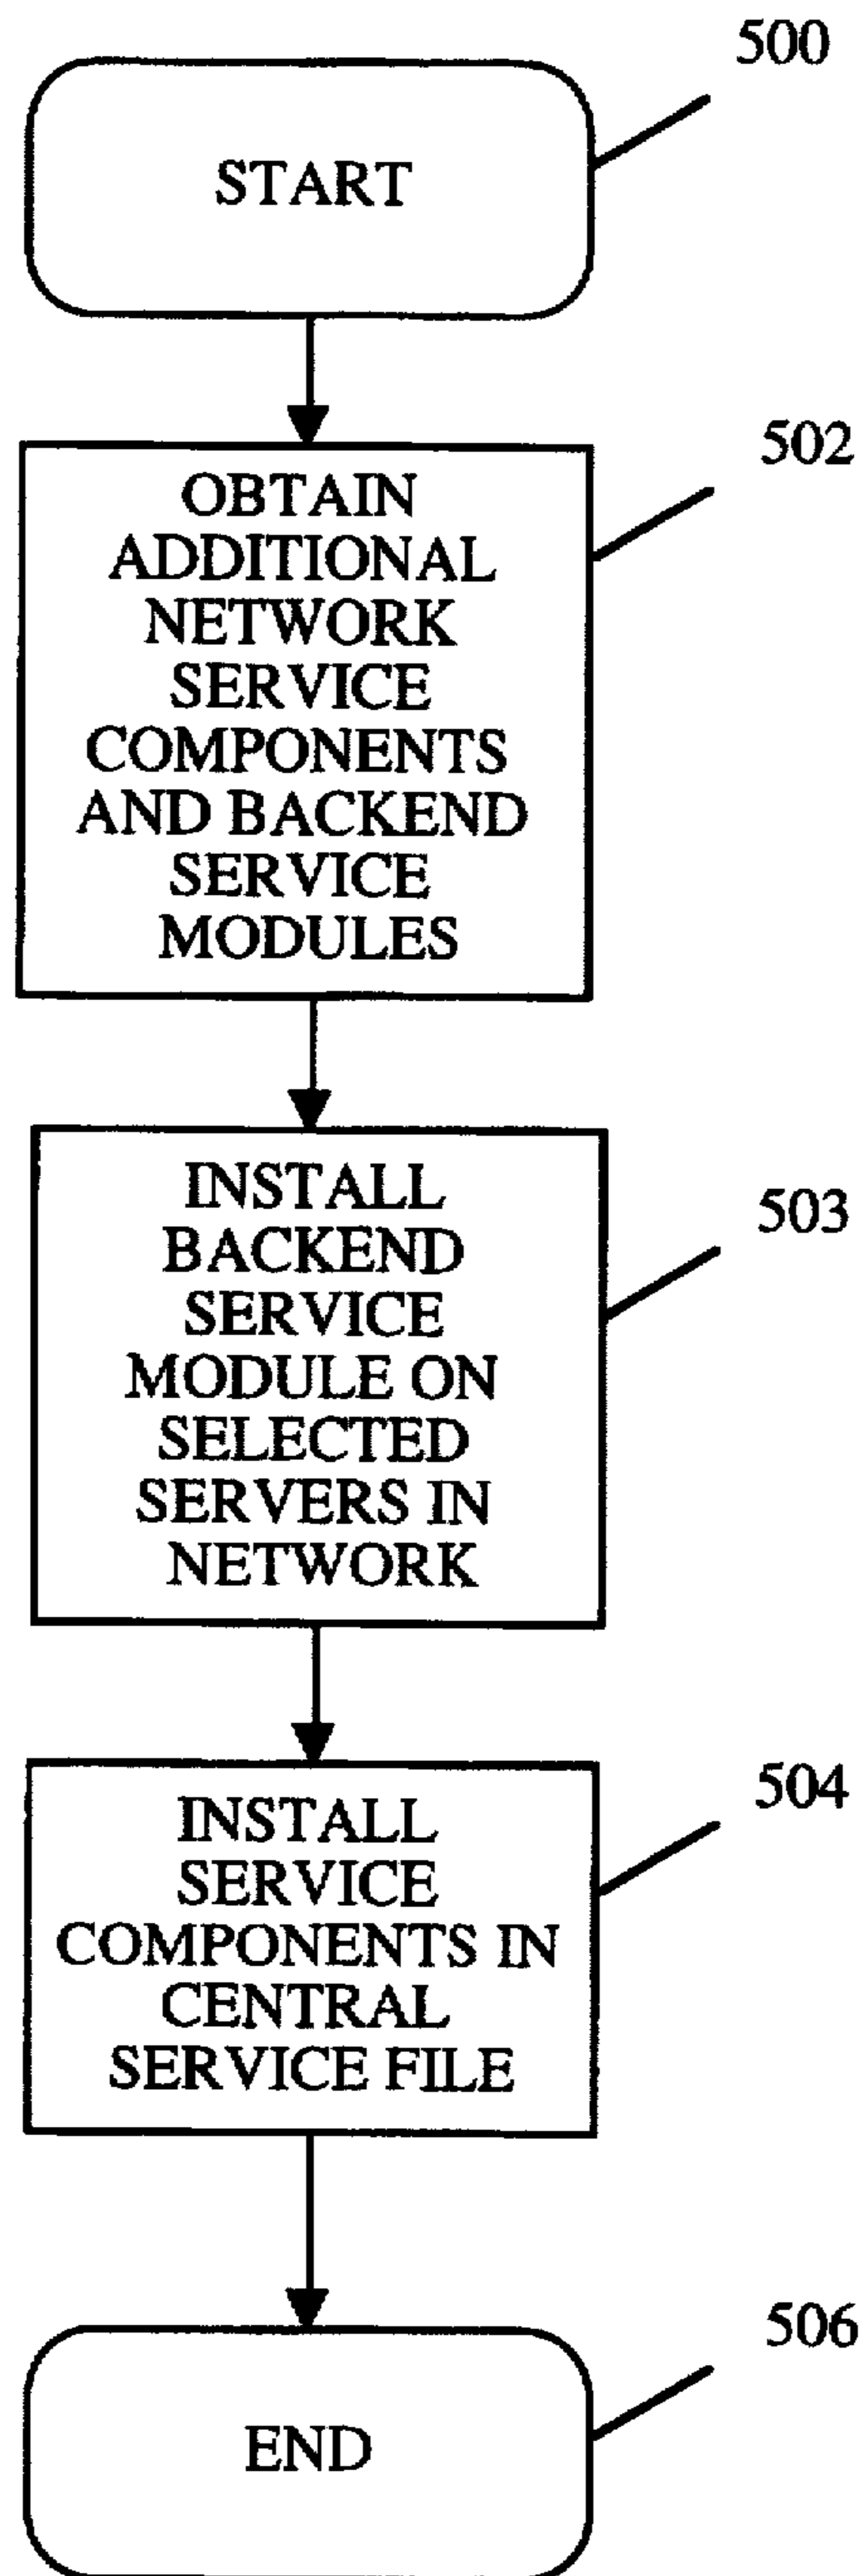 500
START
502
OBTAIN
ADDITIONAL
NETWORK
SERVICE
COMPONENTS
AND BACKEND
SERVICE
MODULES
503
INSTALL
BACKEND
SERVICE
MODULE ON
SELECTED
SERVERS IN
NETWORK
504
INSTALL
SERVICE
COMPONENTS IN
CENTRAL
SERVICE FILE
506
END